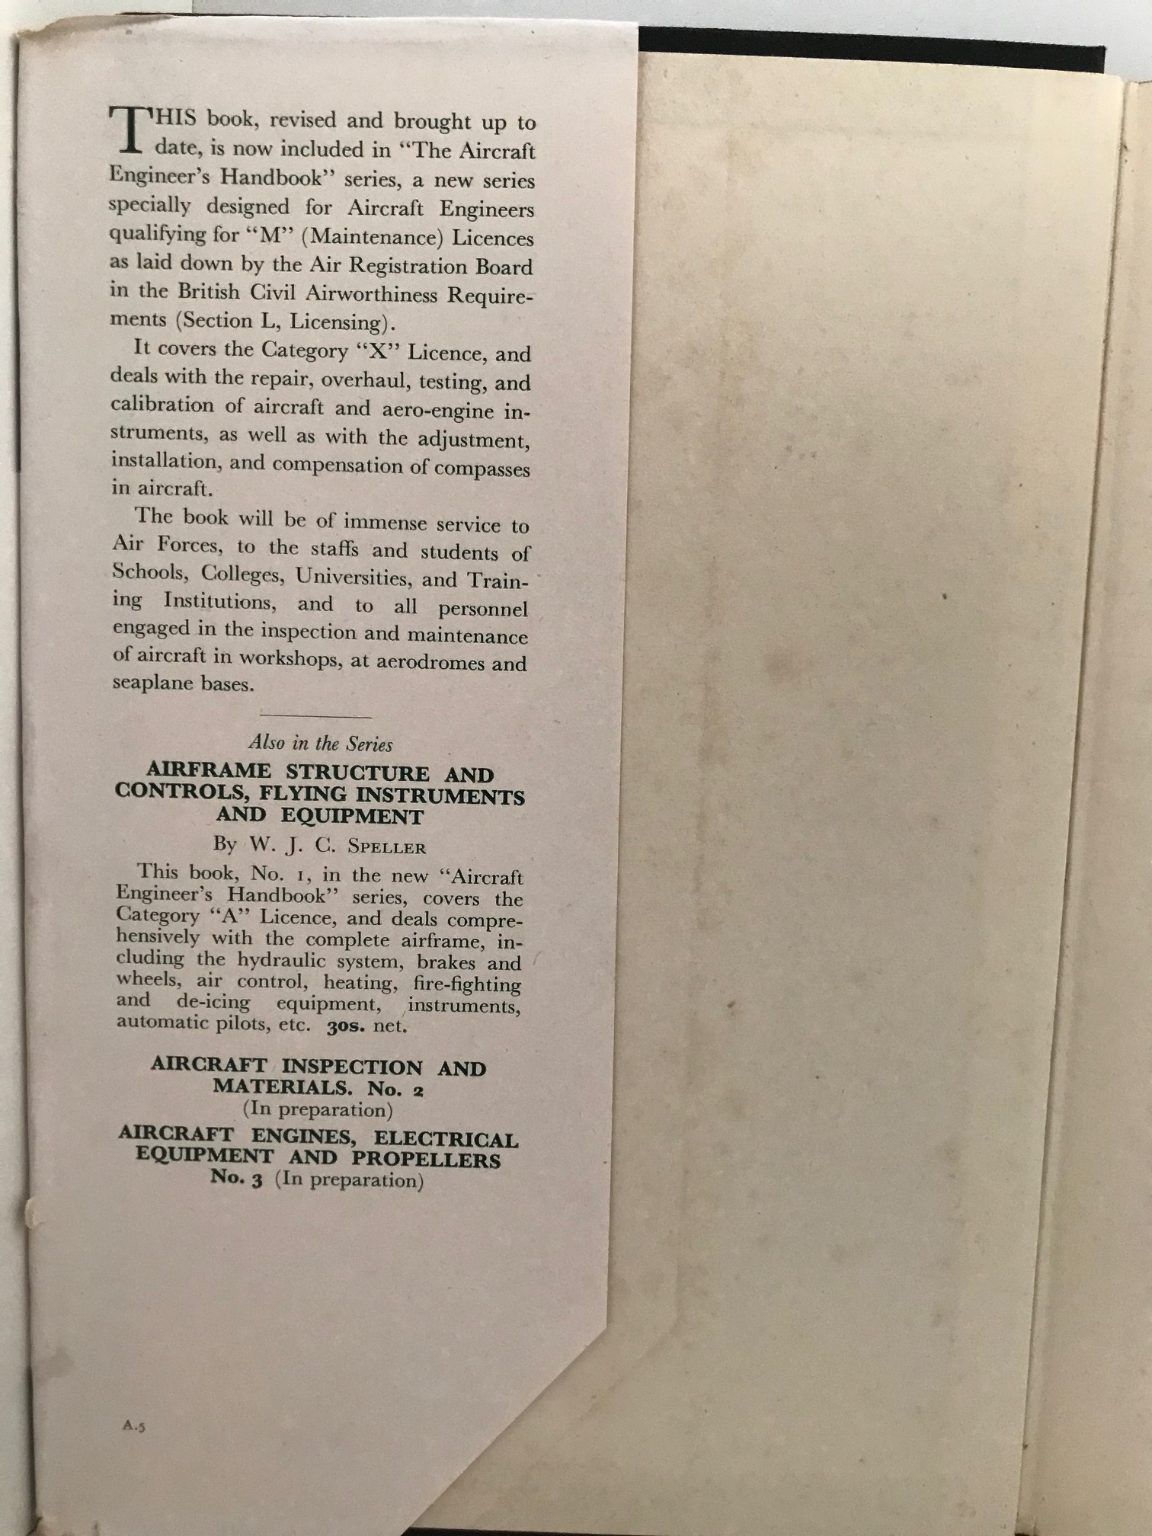 THIS book, revised and brought up to
date, is now included in “The Aircraft
Engineer’s Handbook” series, a new series
specially designed for Aircraft Engineers
qualifying for “M” (Maintenance) Licences
as laid down by the Air Registration Board
in the British Civil Airworthiness Require-
ments (Section L, Licensing).
It covers the Category “X” Licence, and
deals with the repair, overhaul, testing, and
calibration of aircraft and aero-engine in-
struments, as well as with the adjustment,
installation, and compensation of compasses
in aircraft.
The book will be of immense service to
Air Forces, to the staffs and students of
Schools, Colleges, Universities, and Train-
ing Institutions, and to all personnel
engaged in the inspection and maintenance
of aircraft in workshops, at aerodromes and
seaplane bases.
Also in the Series
AIRFRAME STRUCTURE AND
CONTROLS, FLYING INSTRUMENTS
AND EQUIPMENT
By W. J. C. SPELLER
This book, No. 1, in the new “Aircraft
Engineer’s Handbook” series, covers the
Category “A” Licence, and deals compre-
hensively with the complete airframe, in-
cluding the hydraulic system, brakes and
wheels, air control, heating, fire-fighting
and de-icing equipment, instruments,
automatic pilots, etc. 30s. net.
AIRCRAFT INSPECTION AND
MATERIALS. No. 2
(In preparation)
AIRCRAFT ENGINES, ELECTRICAL
EQUIPMENT AND PROPELLERS
No. 3 (In preparation)
A.5